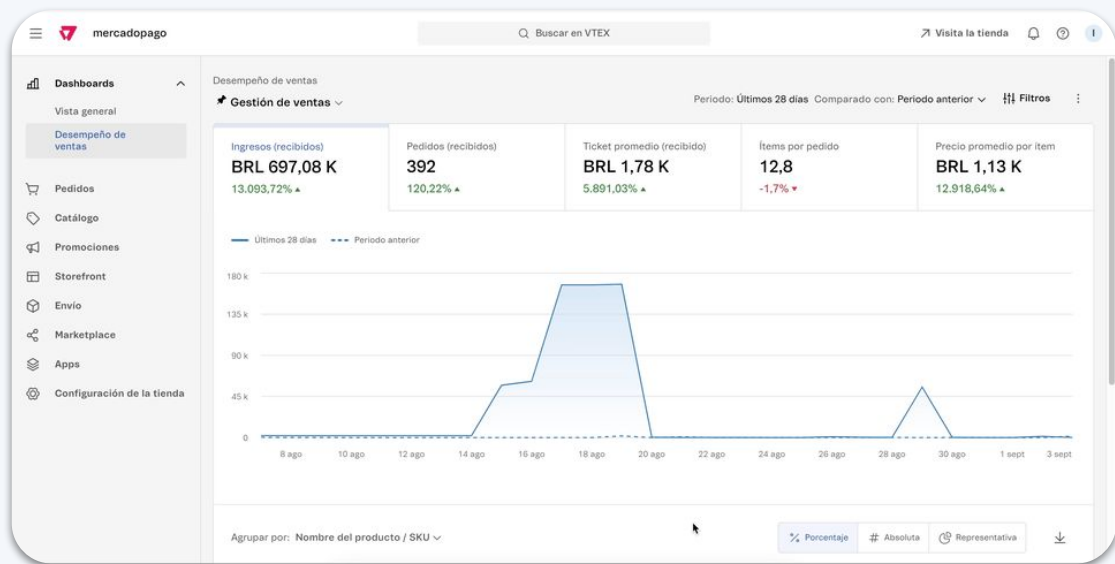 mercadopago
Buscar en VTEX
Visita la tienda
I
Dashboards
Vista general
Desempeño de
ventas
Pedidos
Catálogo
Promociones
Storefront
Envío
Marketplace
Apps
Configuración de la tienda
Desempeño de ventas
Gestión de ventas
Periodo: Últimos 28 días Comparado con: Periodo anterior
Filtros
Ingresos (recibidos)
BRL 697,08 K
13.093,72%
Pedidos (recibidos)
392
120,22%
Ticket promedio (recibido)
BRL 1,78 K
5.891,03%
Ítems por pedido
12,8
-1,7%
Precio promedio por ítem
BRL 1,13 K
12.918,64%
Últimos 28 días
Periodo anterior
180 k
135 k
90 k
45 k
0
8 ago 10 ago 12 ago 14 ago 16 ago 18 ago 20 ago 22 ago 24 ago 26 ago 28 ago 30 ago 1 sept 3 sept
Agrupar por: Nombre del producto / SKU
% Porcentaje
# Absoluta
Representativa